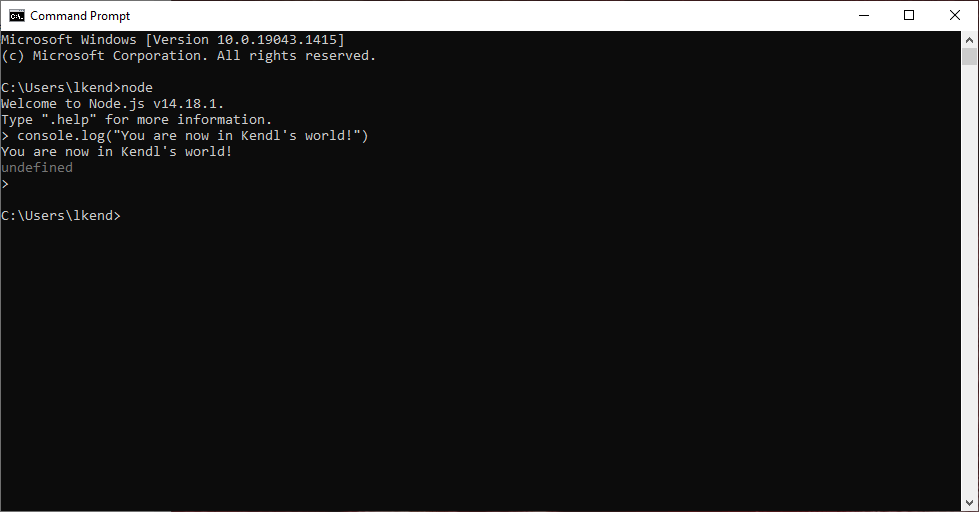 Command Prompt
Microsoft Windows [Version 10.0.19043.1415]
(c) Microsoft Corporation. All rights reserved.
C:\Users\lkend>node
Welcome to Node.js v14.18.1.
Type ".help" for more information.
> console.log("You are now in Kendl's world!")
You are now in Kendl's world!
undefined
>
C:\Users\lkend>